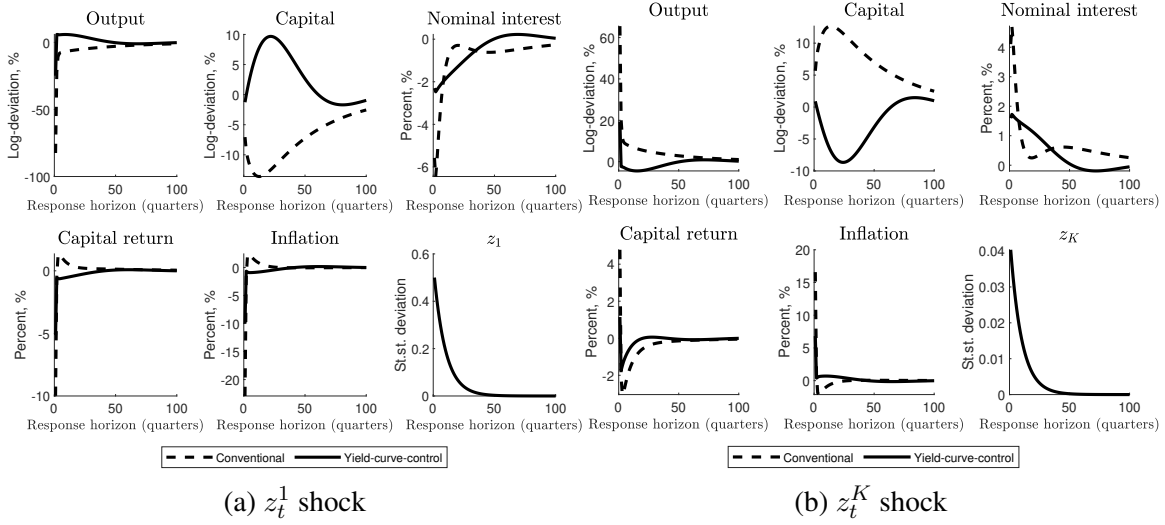 Output
Log-deviation, %
0
-50
-100
0
50
100
Response horizon (quarters)
Capital
Log-deviation, %
10
5
0
-5
-10
0
50
100
Response horizon (quarters)
Nominal interest
Percent, %
0
-2
-4
-6
0
50
100
Response horizon (quarters)
Output
Log-deviation, %
60
40
20
0
0
50
100
Response horizon (quarters)
Capital
Log-deviation, %
10
5
0
-5
-10
0
50
100
Response horizon (quarters)
Nominal interest
Percent, %
4
3
2
1
0
0
50
100
Response horizon (quarters)
Capital return
Percent, %
0
-5
-10
0
50
100
Response horizon (quarters)
Inflation
Percent, %
0
-5
-10
-15
-20
0
50
100
Response horizon (quarters)
z_1
St.st. deviation
0.6
0.4
0.2
0
0
50
100
Response horizon (quarters)
Capital return
Percent, %
4
2
0
-2
0
50
100
Response horizon (quarters)
Inflation
Percent, %
20
15
10
5
0
0
50
100
Response horizon (quarters)
z_K
St.st. deviation
0.04
0.03
0.02
0.01
0
0
50
100
Response horizon (quarters)
Conventional Yield-curve-control
Conventional Yield-curve-control
(a) z_t^1 shock
(b) z_t^K shock